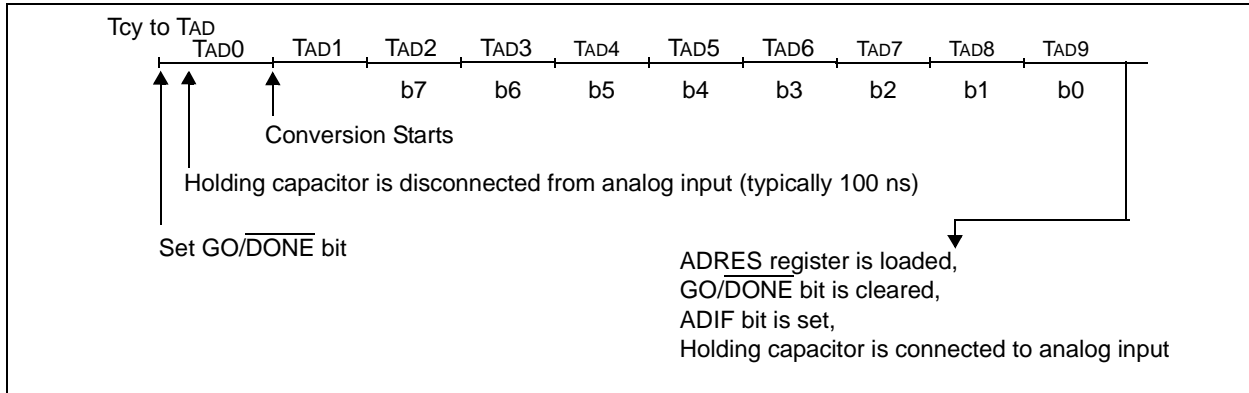 Tcy to TAD
TAD0 TAD1 TAD2 TAD3 TAD4 TAD5 TAD6 TAD7 TAD8 TAD9
b7 b6 b5 b4 b3 b2 b1 b0
Conversion Starts
Holding capacitor is disconnected from analog input (typically 100 ns)
Set GO/DONE bit
ADRES register is loaded,
GO/DONE bit is cleared,
ADIF bit is set,
Holding capacitor is connected to analog input